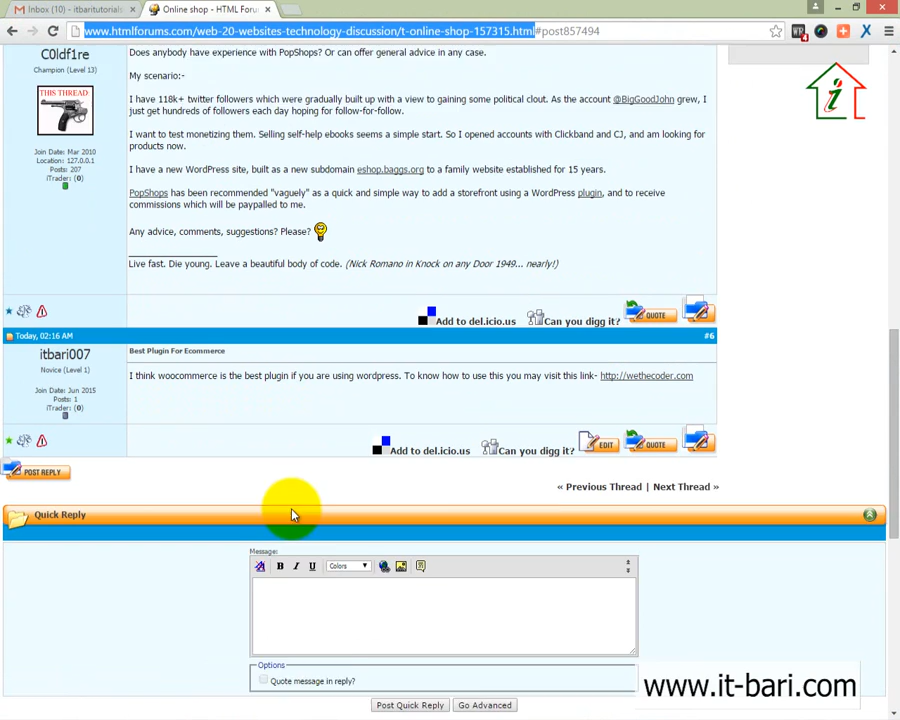 Inbox (10) - itbaritutorials
Online shop - HTML Foru
www.htmlforums.com/web-20-websites-technology-discussion/t-online-shop-157315.html#post857494
C0ldf1re
Champion (Level 13)
THIS THREAD
Join Date: Mar 2010
Location: 127.0.0.1
Posts: 207
iTrader: (0)
Does anybody have experience with PopShops? Or can offer general advice in any case.
My scenario:-
I have 118k+ twitter followers which were gradually built up with a view to gaining some political clout. As the account @BigGoodJohn grew, I
just get hundreds of followers each day hoping for follow-for-follow.
I want to test monetizing them. Selling self-help ebooks seems a simple start. So I opened accounts with Clickband and CJ, and am looking for
products now.
I have a new WordPress site, built as a new subdomain eshop.baggs.org to a family website established for 15 years.
PopShops has been recommended "vaguely" as a quick and simple way to add a storefront using a WordPress plugin, and to receive
commissions which will be paypalled to me.
Any advice, comments, suggestions? Please?
Live fast. Die young. Leave a beautiful body of code. (Nick Romano in Knock on any Door 1949... nearly!)
Add to del.icio.us Can you digg it? QUOTE
Today, 02:16 AM #6
itbari007
Novice (Level 1)
Join Date: Jun 2015
Posts: 1
iTrader: (0)
Best Plugin For Ecommerce
I think woocommerce is the best plugin if you are using wordpress. To know how to use this you may visit this link- http://wethecoder.com
Add to del.icio.us Can you digg it? EDIT QUOTE
POST REPLY
« Previous Thread | Next Thread »
Quick Reply
Message:
B I U Colors
Options
Quote message in reply?
Post Quick Reply Go Advanced
www.it-bari.com